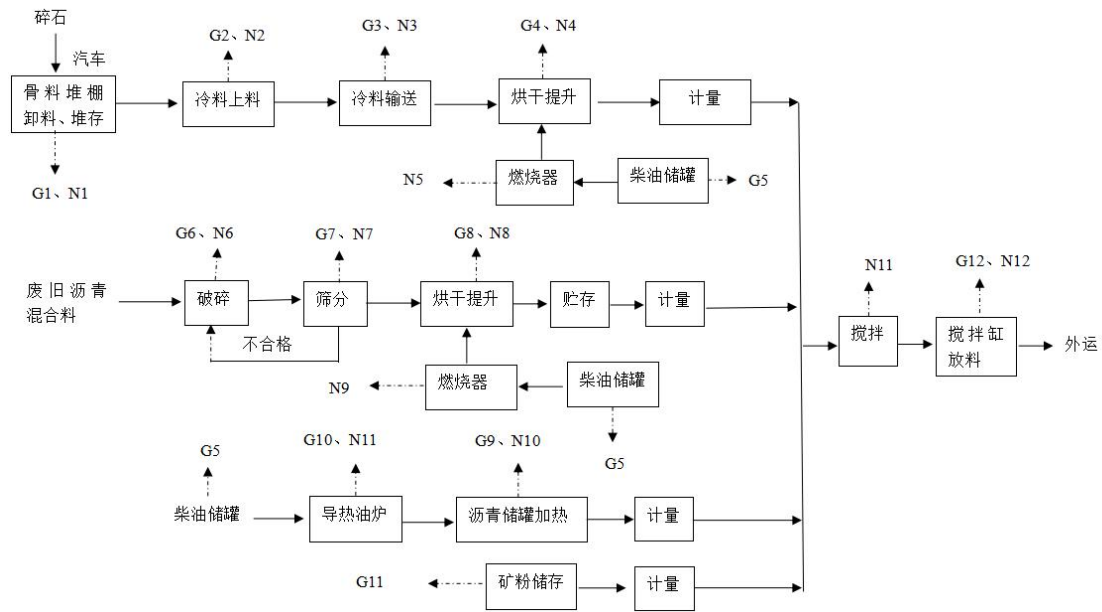 碎石
汽车
G2、N2
G3、N3
G4、N4
骨料堆棚
卸料、堆存
冷料上料
冷料输送
烘干提升
计量
G1、N1
N5
燃烧器
柴油储罐
G5
G6、N6
G7、N7
G8、N8
废旧沥青
混合料
破碎
筛分
烘干提升
贮存
计量
不合格
N9
燃烧器
柴油储罐
G5
N11
G12、N12
搅拌
搅拌缸
放料
外运
G5
G10、N11
G9、N10
柴油储罐
导热油炉
沥青储罐加热
计量
G11
矿粉储存
计量